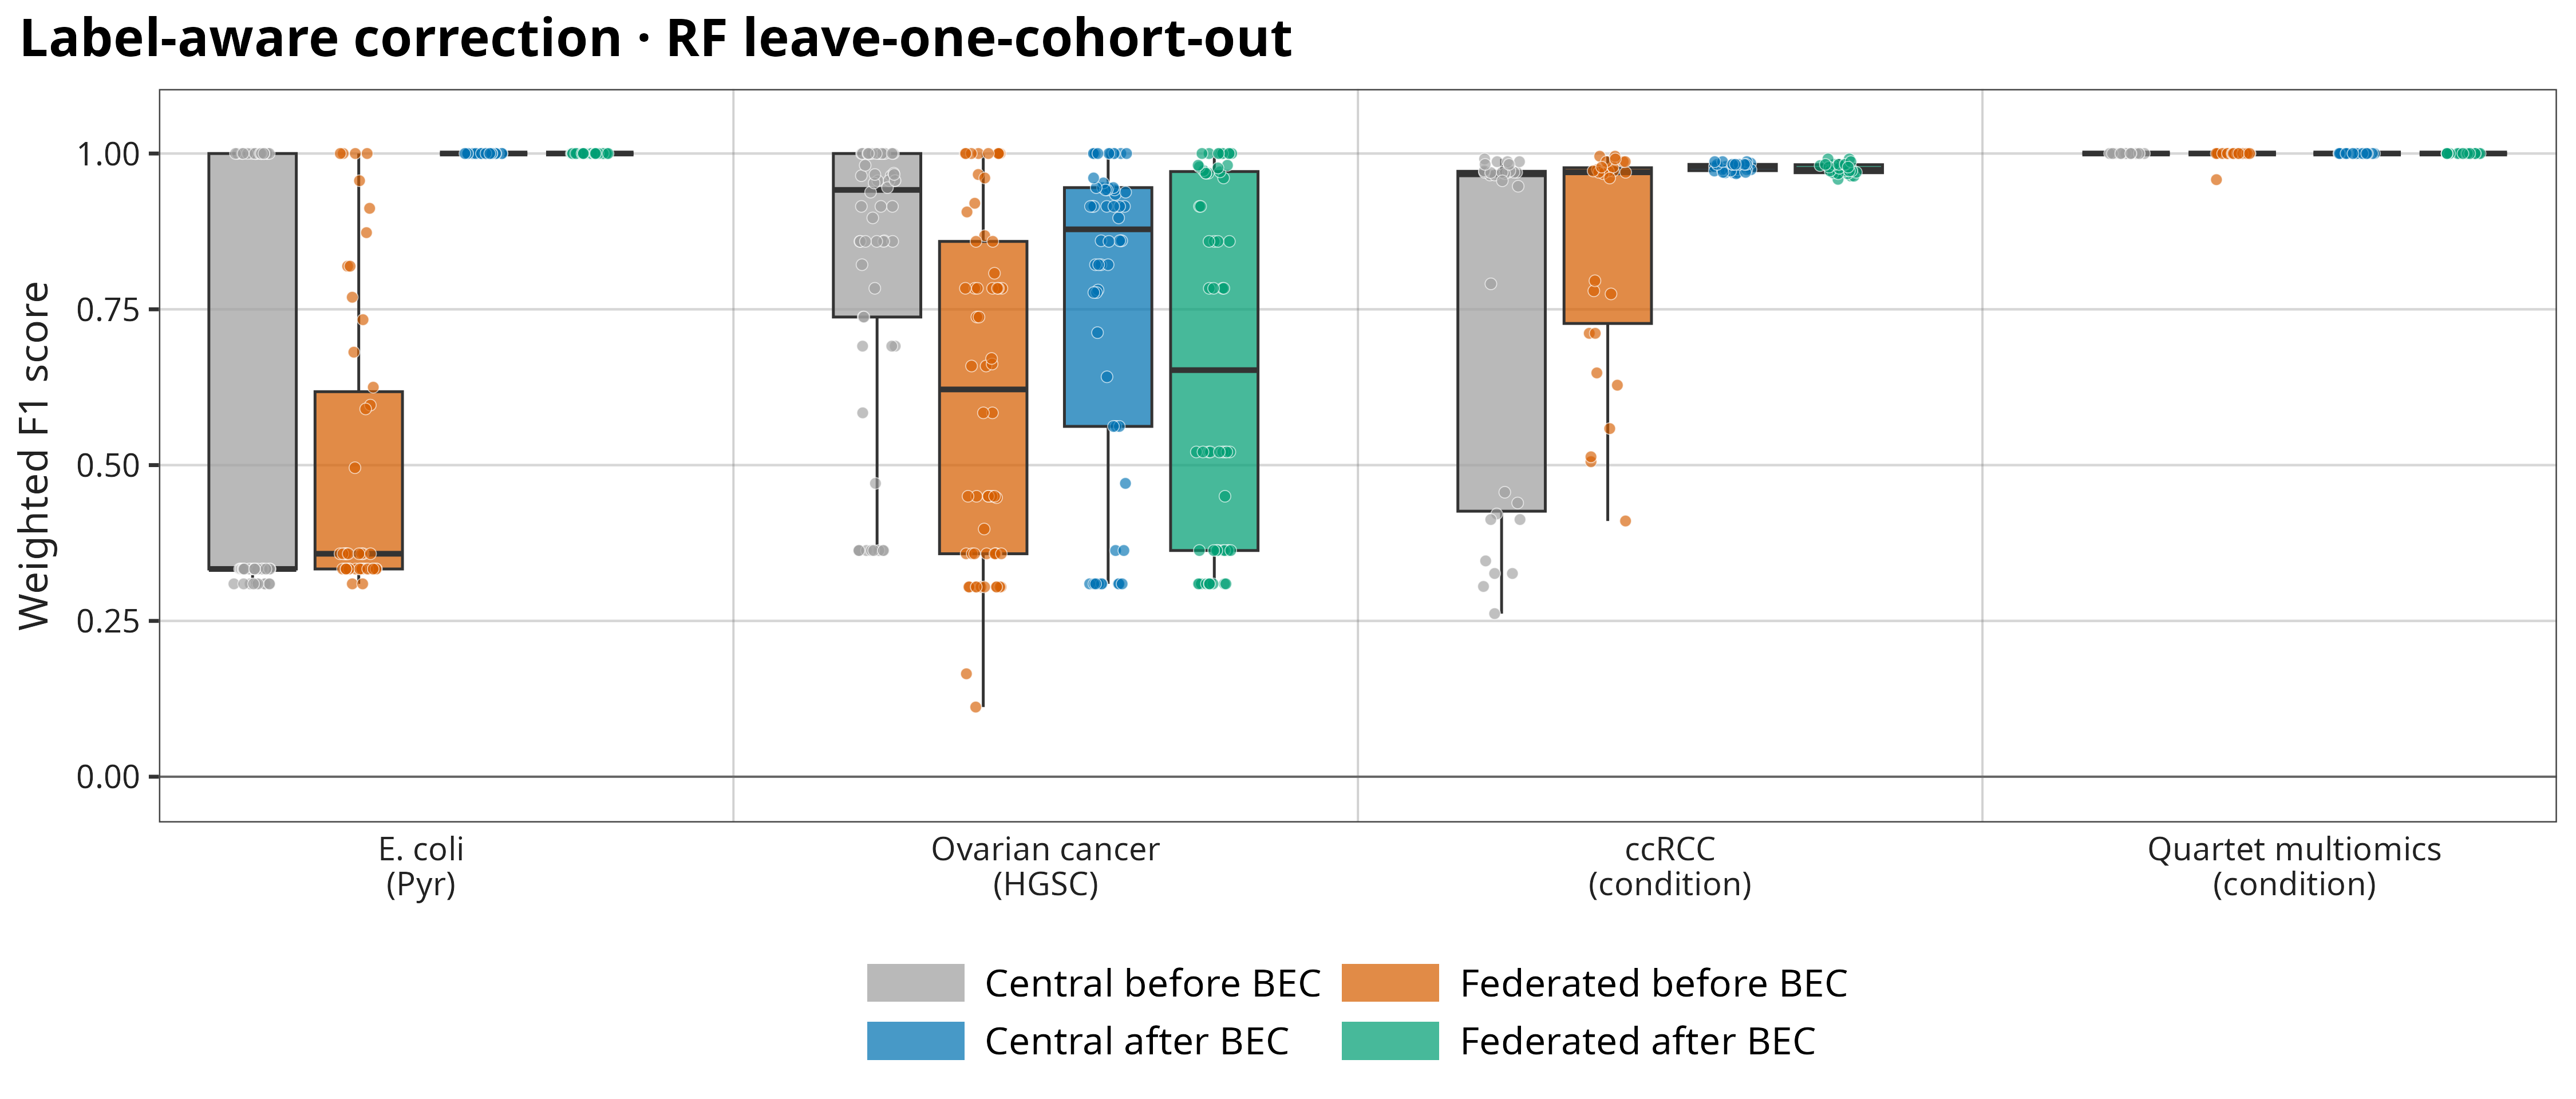 Label-aware correction · RF leave-one-cohort-out
Weighted F1 score
1.00
0.75
0.50
0.25
0.00
E. coli
(Pyr)
Ovarian cancer
(HGSC)
ccRCC
(condition)
Quartet multiomics
(condition)
Central before BEC
Federated before BEC
Central after BEC
Federated after BEC